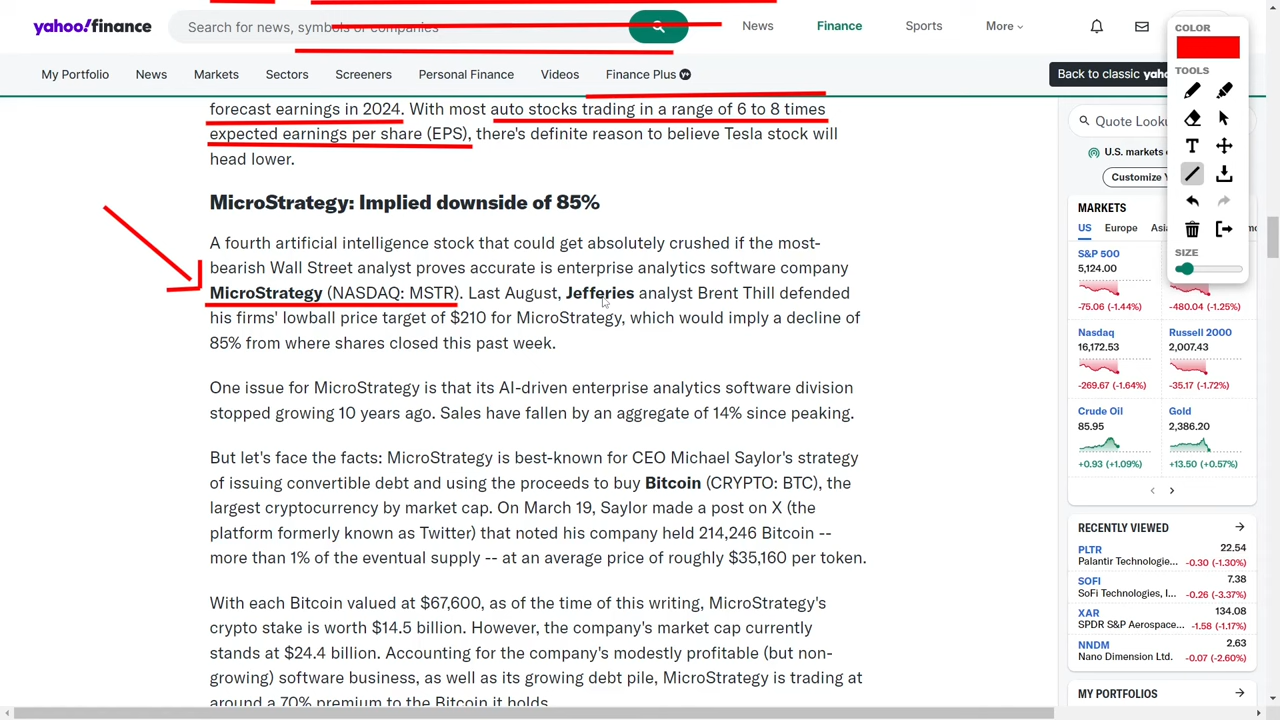 yahoo!finance
Search for news, symbols or companies
News
Finance
Sports
More
My Portfolio
News
Markets
Sectors
Screeners
Personal Finance
Videos
Finance Plus
Back to classic
COLOR
TOOLS
SIZE
forecast earnings in 2024. With most auto stocks trading in a range of 6 to 8 times
expected earnings per share (EPS), there's definite reason to believe Tesla stock will
head lower.
MicroStrategy: Implied downside of 85%
A fourth artificial intelligence stock that could get absolutely crushed if the most-
bearish Wall Street analyst proves accurate is enterprise analytics software company
MicroStrategy (NASDAQ: MSTR). Last August, Jefferies analyst Brent Thill defended
his firms' lowball price target of $210 for MicroStrategy, which would imply a decline of
85% from where shares closed this past week.
One issue for MicroStrategy is that its AI-driven enterprise analytics software division
stopped growing 10 years ago. Sales have fallen by an aggregate of 14% since peaking.
But let's face the facts: MicroStrategy is best-known for CEO Michael Saylor's strategy
of issuing convertible debt and using the proceeds to buy Bitcoin (CRYPTO: BTC), the
largest cryptocurrency by market cap. On March 19, Saylor made a post on X (the
platform formerly known as Twitter) that noted his company held 214,246 Bitcoin --
more than 1% of the eventual supply -- at an average price of roughly $35,160 per token.
With each Bitcoin valued at $67,600, as of the time of this writing, MicroStrategy's
crypto stake is worth $14.5 billion. However, the company's market cap currently
stands at $24.4 billion. Accounting for the company's modestly profitable (but non-
growing) software business, as well as its growing debt pile, MicroStrategy is trading at
around a 70% premium to the Bitcoin it holds.
Quote Looku
U.S. markets
Customize
MARKETS
US Europe
S&P 500
5,124.00
-75.06 (-1.44%)
-480.04 (-1.25%)
Nasdaq
16,172.53
-269.67 (-1.64%)
Russell 2000
2,007.43
-35.17 (-1.72%)
Crude Oil
85.95
+0.93 (+1.09%)
Gold
2,386.20
+13.50 (+0.57%)
RECENTLY VIEWED
PLTR 22.54
Palantir Technologie... -0.30 (-1.30%)
SOFI 7.38
SoFi Technologies, I... -0.26 (-3.37%)
XAR 134.08
SPDR S&P Aerospace... -1.58 (-1.17%)
NNDM 2.63
Nano Dimension Ltd. -0.07 (-2.60%)
MY PORTFOLIOS